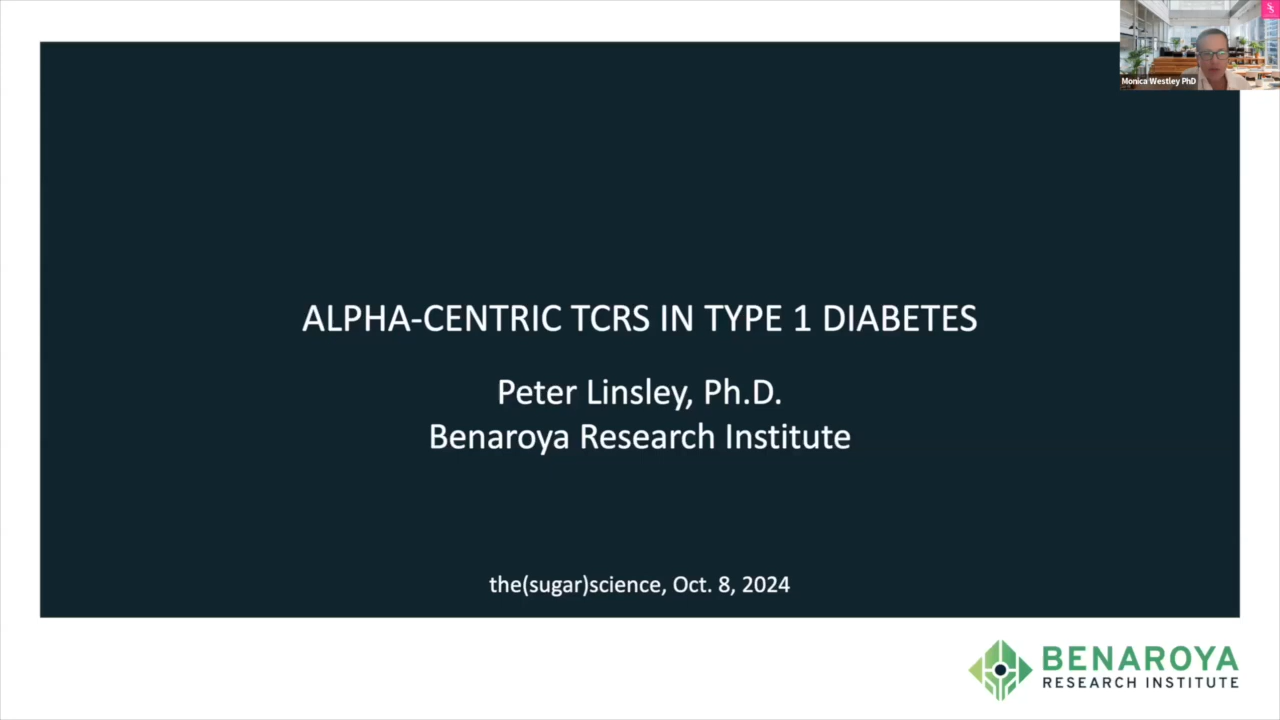 Monica Westley PhD
ALPHA-CENTRIC TCRS IN TYPE 1 DIABETES
Peter Linsley, Ph.D.
Benaroya Research Institute
the(sugar)science, Oct. 8, 2024
BENAROYA
RESEARCH INSTITUTE